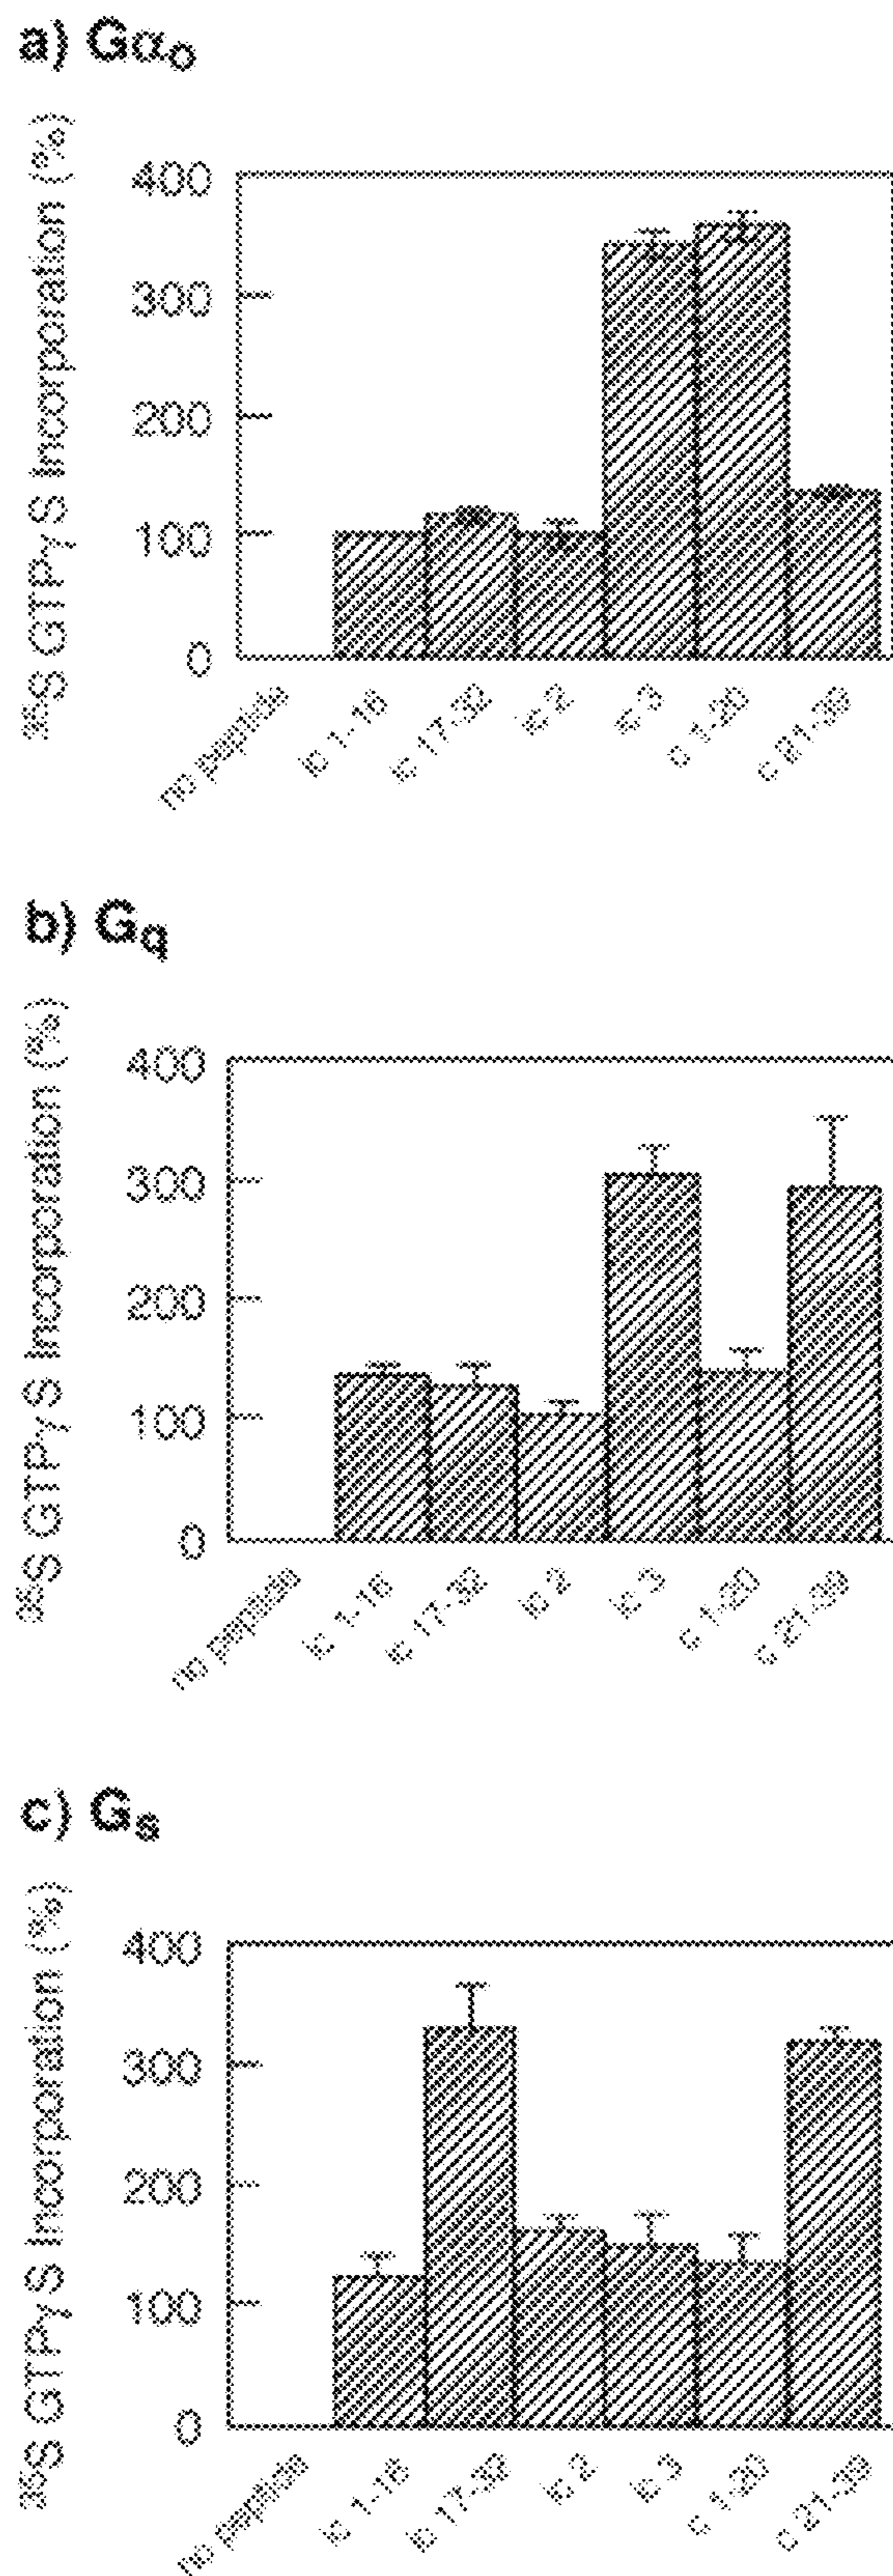 a) Gαo
³⁵S GTPγS Incorporation (%)
400
300
200
100
0
no peptide
ic 1-16
ic 17-32
ic 2
ic 3
c 1-20
c 21-39
b) Gq
³⁵S GTPγS Incorporation (%)
400
300
200
100
0
no peptide
ic 1-16
ic 17-32
ic 2
ic 3
c 1-20
c 21-39
c) Gs
³⁵S GTPγS Incorporation (%)
400
300
200
100
0
no peptide
ic 1-16
ic 17-32
ic 2
ic 3
c 1-20
c 21-39